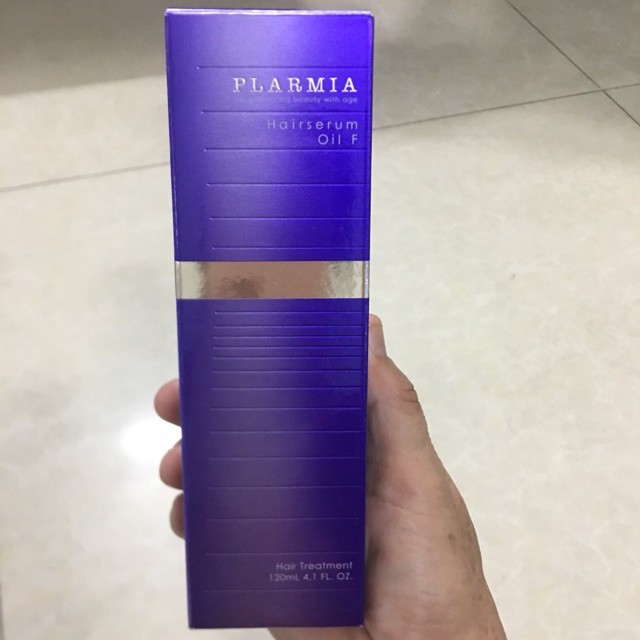 PLARMIA
beauty with age
Hairserum
Oil F
Hair Treatment
120mL 4.1 FL. OZ.